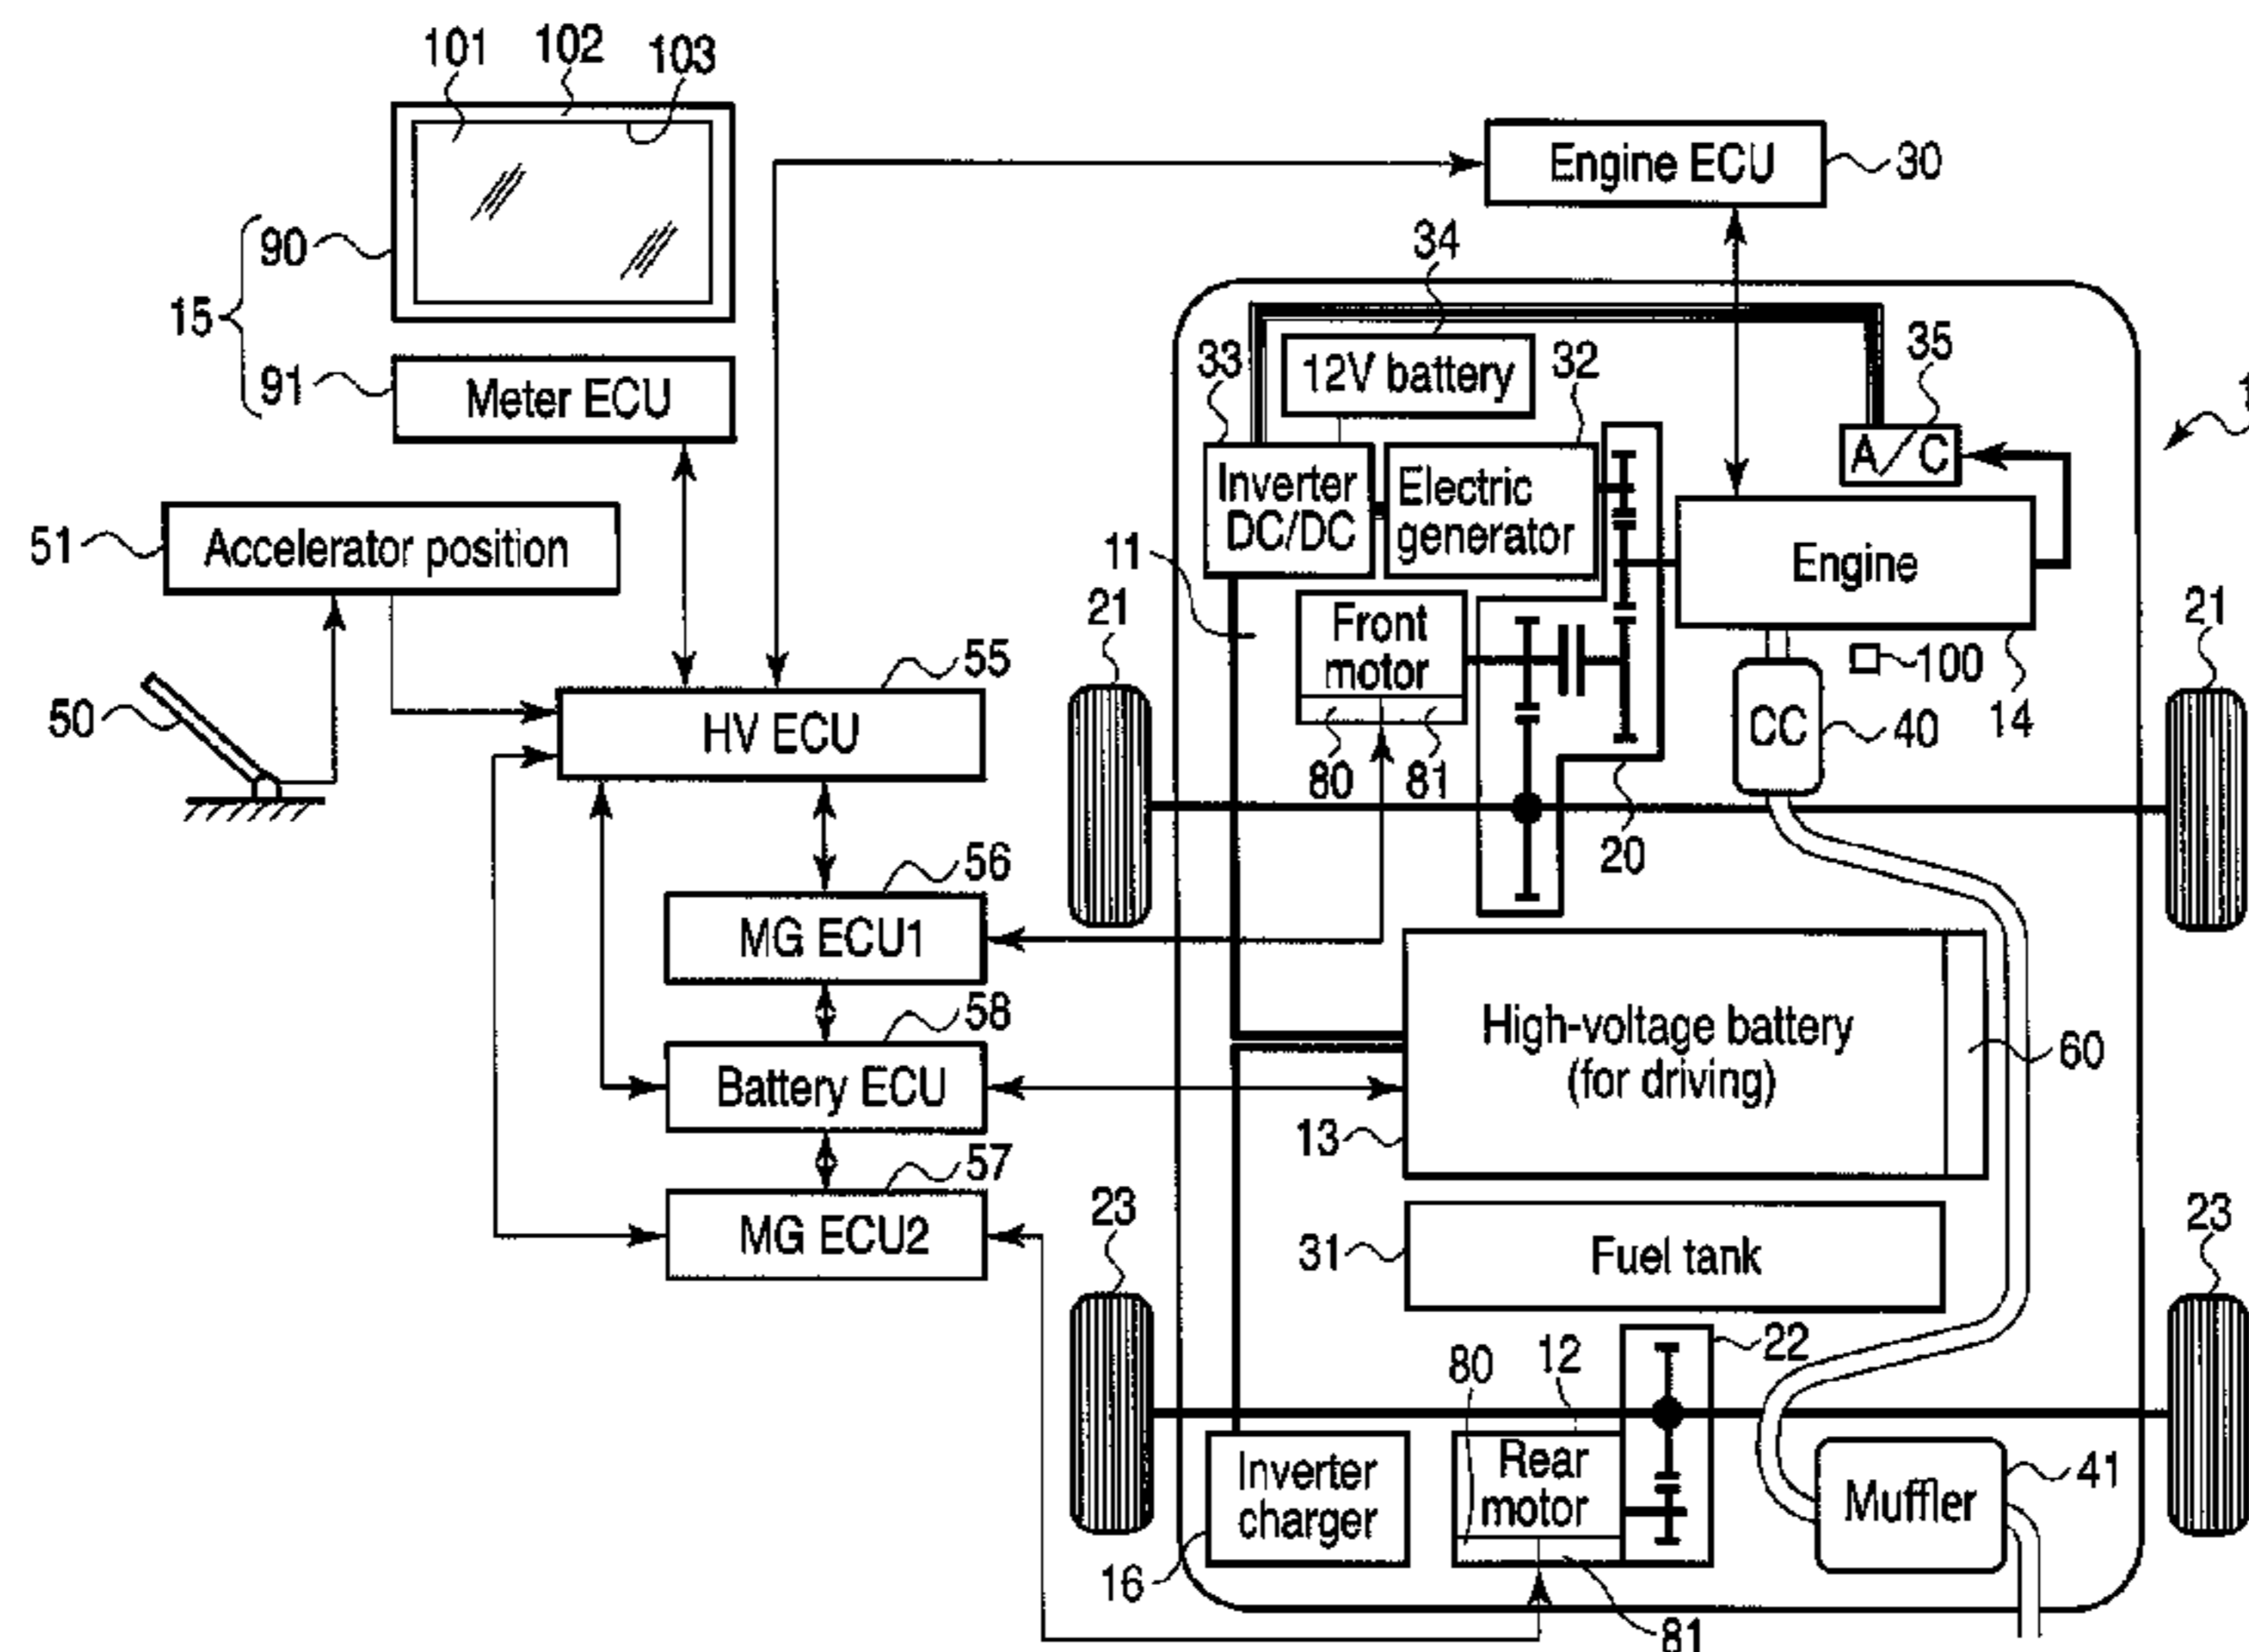 101
102
103
Engine ECU
30
90
15
34
91
Meter ECU
33
12V battery
32
35
1
A/C
Inverter
DC/DC
Electric
generator
51
Accelerator position
11
Engine
21
Front
motor
21
55
100
50
HV ECU
CC
40
14
80
81
20
56
MG ECU1
58
High-voltage battery
(for driving)
60
Battery ECU
13
57
23
23
MG ECU2
31
Fuel tank
22
80
12
Inverter
charger
Rear
motor
Muffler
41
16
81